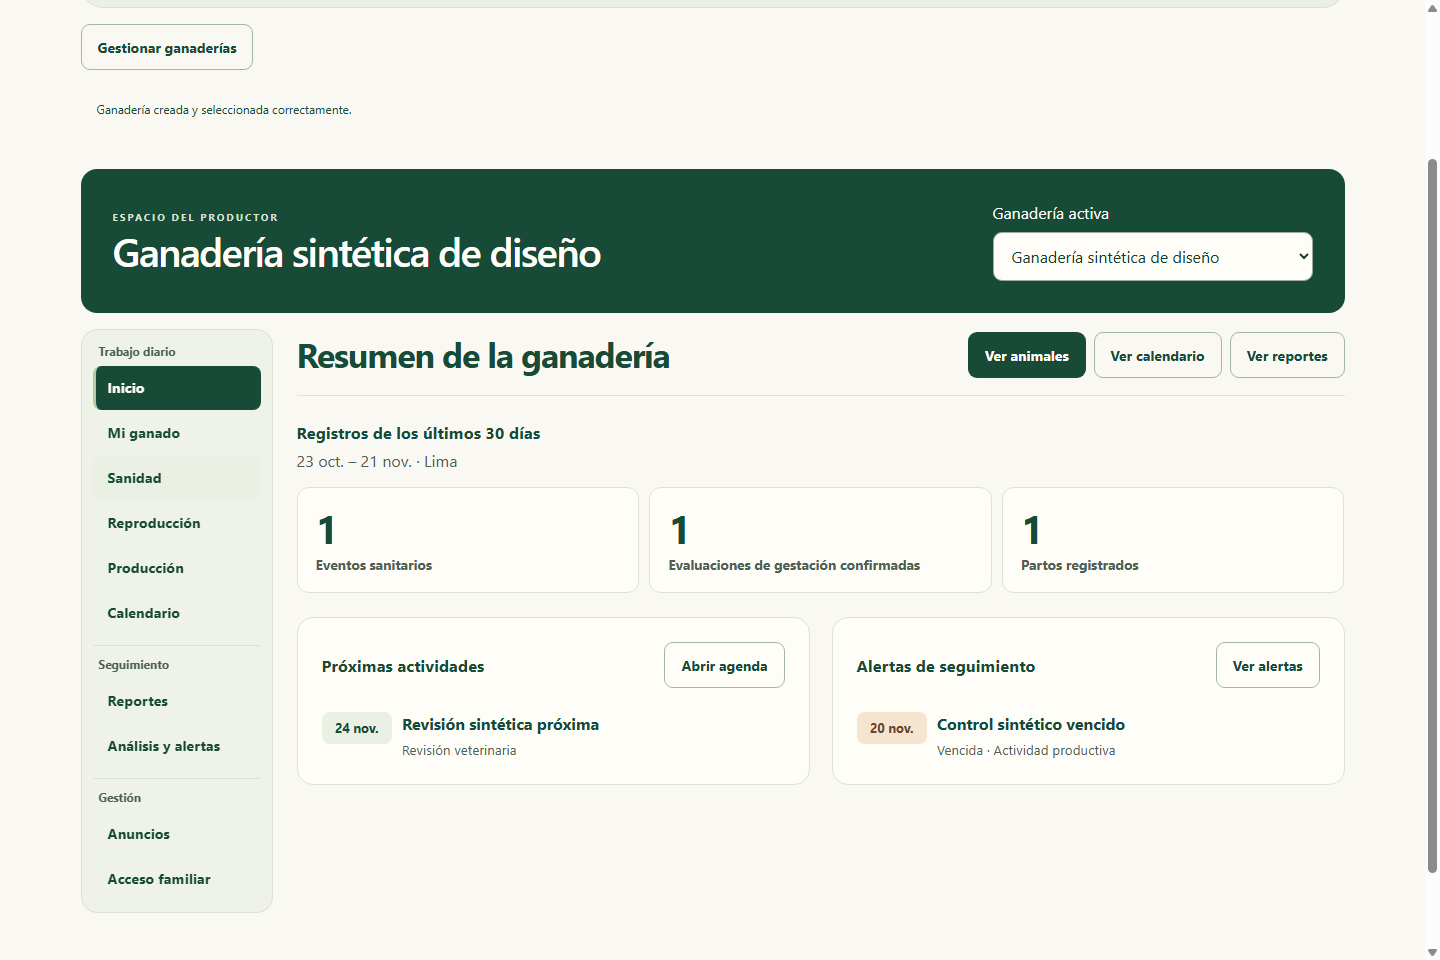 Gestionar ganaderías
Ganadería creada y seleccionada correctamente.
ESPACIO DEL PRODUCTOR
Ganadería sintética de diseño
Ganadería activa
Ganadería sintética de diseño
Trabajo diario
Inicio
Mi ganado
Sanidad
Reproducción
Producción
Calendario
Seguimiento
Reportes
Análisis y alertas
Gestión
Anuncios
Acceso familiar
Resumen de la ganadería
Ver animales
Ver calendario
Ver reportes
Registros de los últimos 30 días
23 oct. – 21 nov. · Lima
1
Eventos sanitarios
1
Evaluaciones de gestación confirmadas
1
Partos registrados
Próximas actividades
Abrir agenda
24 nov.
Revisión sintética próxima
Revisión veterinaria
Alertas de seguimiento
Ver alertas
20 nov.
Control sintético vencido
Vencida · Actividad productiva